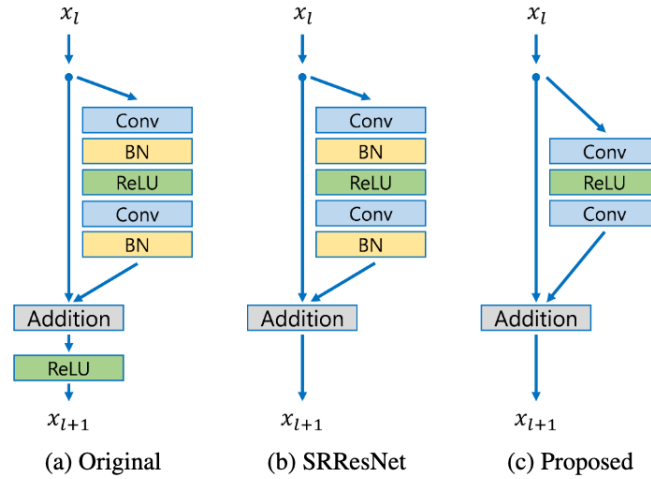 x_l
Conv
BN
ReLU
Conv
BN
Addition
ReLU
x_{l+1}
(a) Original
x_l
Conv
BN
ReLU
Conv
BN
Addition
x_{l+1}
(b) SRResNet
x_l
Conv
ReLU
Conv
Addition
x_{l+1}
(c) Proposed